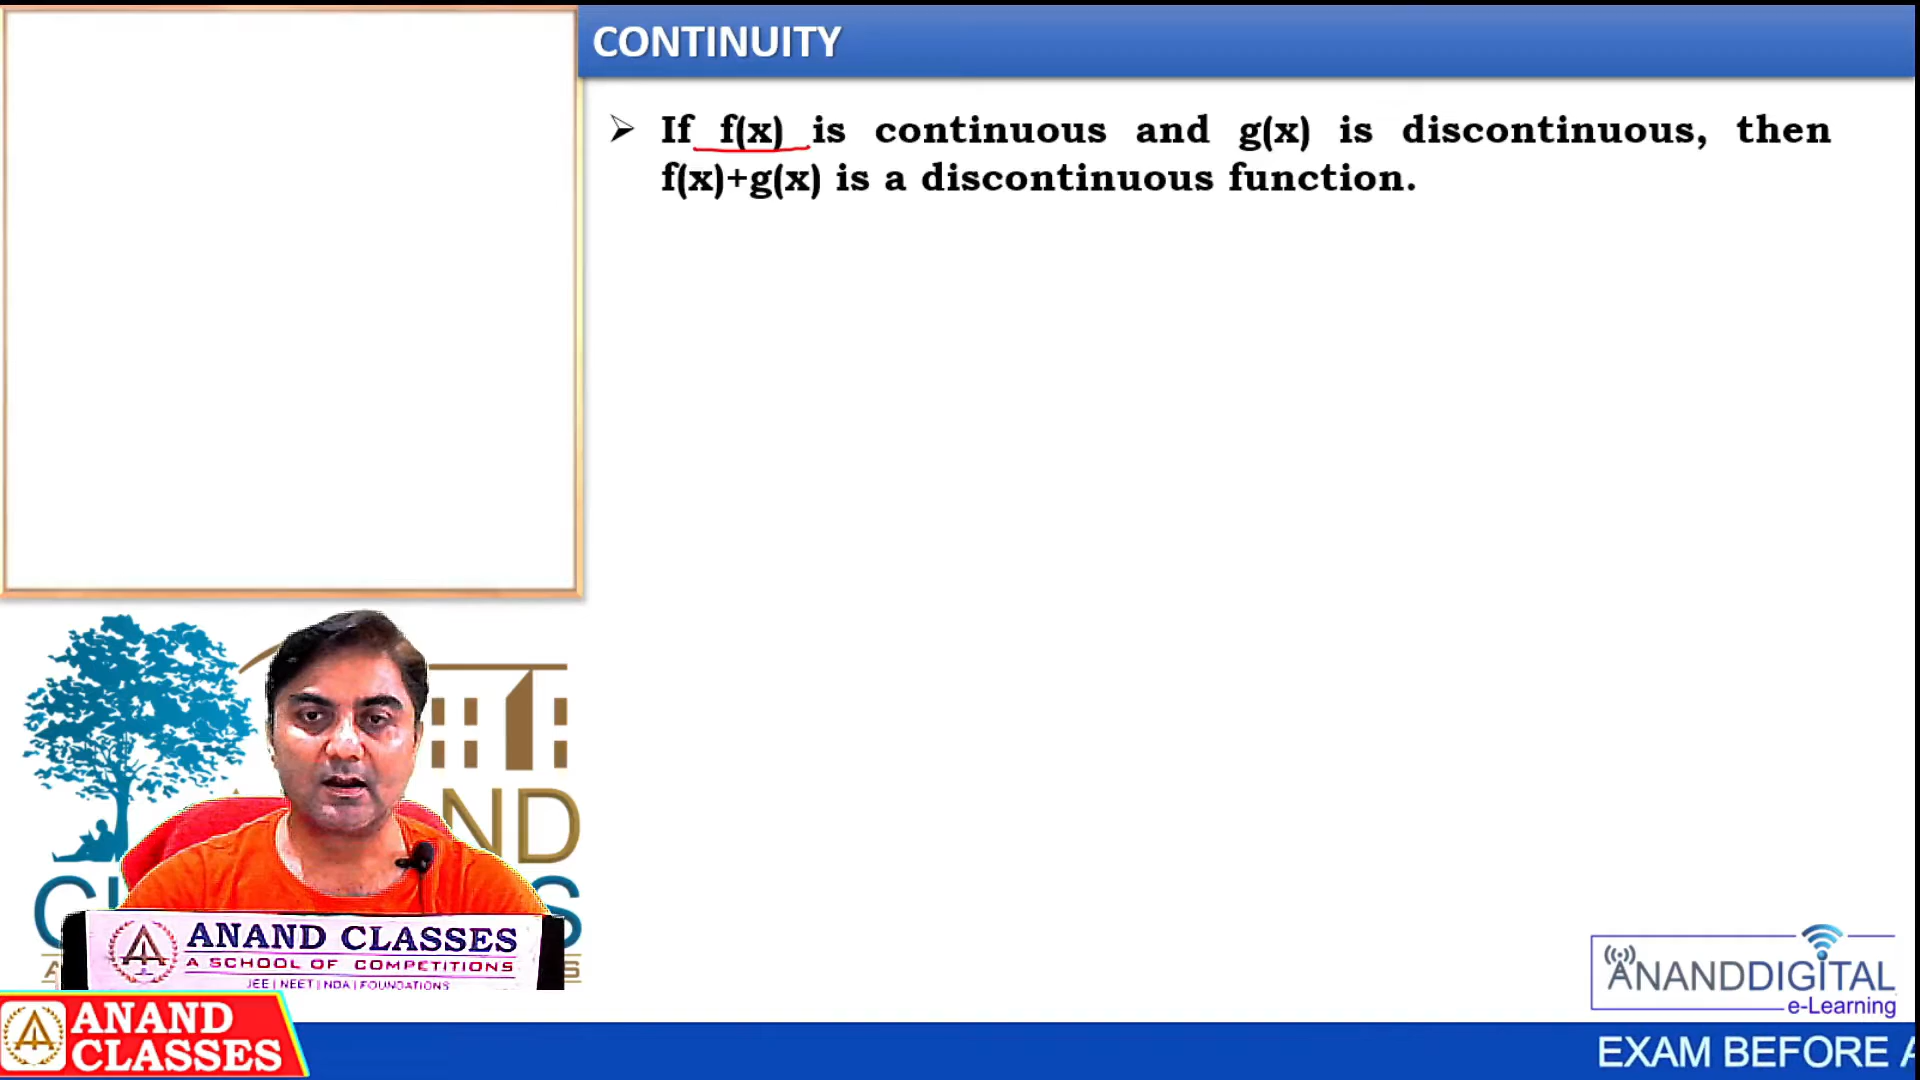 CONTINUITY
➢ If f(x) is continuous and g(x) is discontinuous, then
f(x)+g(x) is a discontinuous function.
ND
ANAND CLASSES
A SCHOOL OF COMPETITIONS
JEE | NEET | NDA | FOUNDATIONS
ANANDDIGITAL
e-Learning
ANAND
CLASSES
EXAM BEFORE A